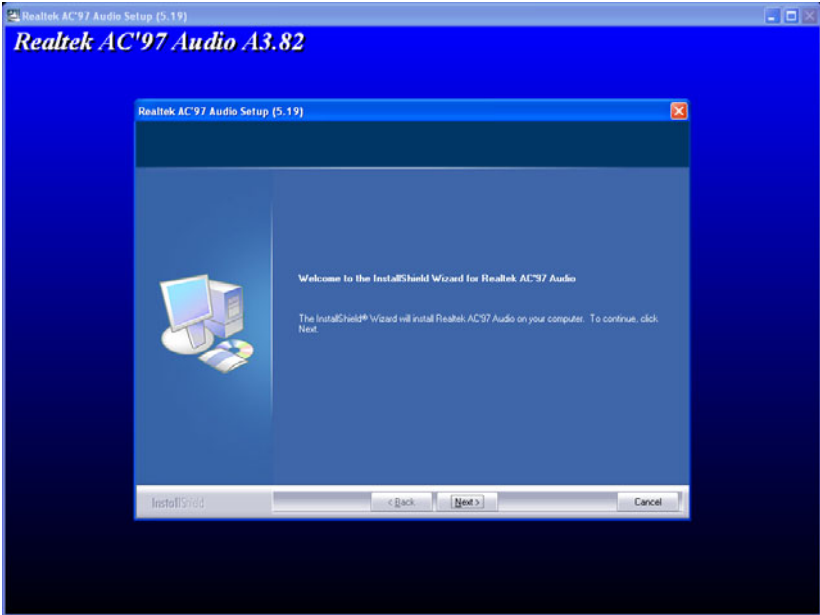 Realtek AC'97 Audio Setup (5.19)
Realtek AC'97 Audio A3.82
Realtek AC'97 Audio Setup (5.19)
Welcome to the InstallShield Wizard for Realtek AC'97 Audio
The InstallShield® Wizard will install Realtek AC'97 Audio on your computer. To continue, click
Next.
InstallShield
< Back
Next >
Cancel